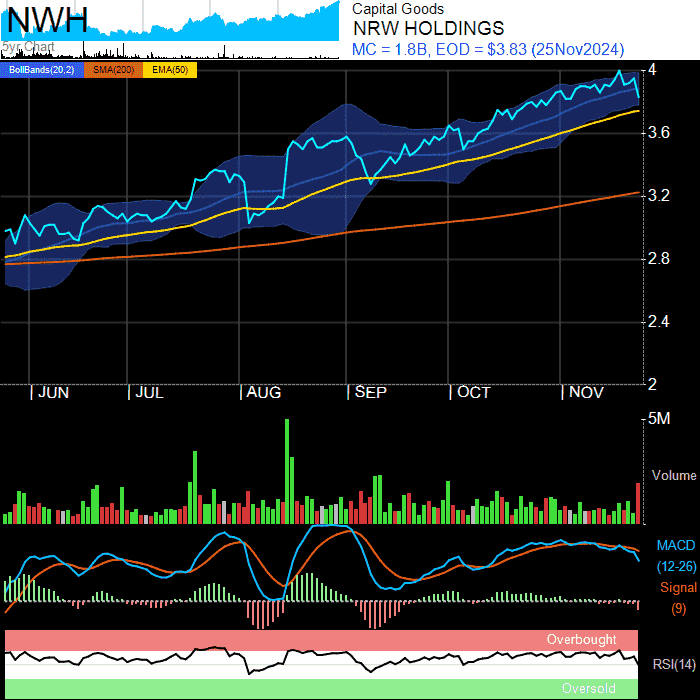 NWH
5yr Chart
Capital Goods
NRW HOLDINGS
MC = 1.8B, EOD = $3.83 (25Nov2024)
BollBands(20,2) SMA(200) EMA(50)
4
3.6
3.2
2.8
2.4
2
JUN JUL AUG SEP OCT NOV
5M
Volume
MACD
(12-26)
Signal
(9)
Overbought
RSI(14)
Oversold